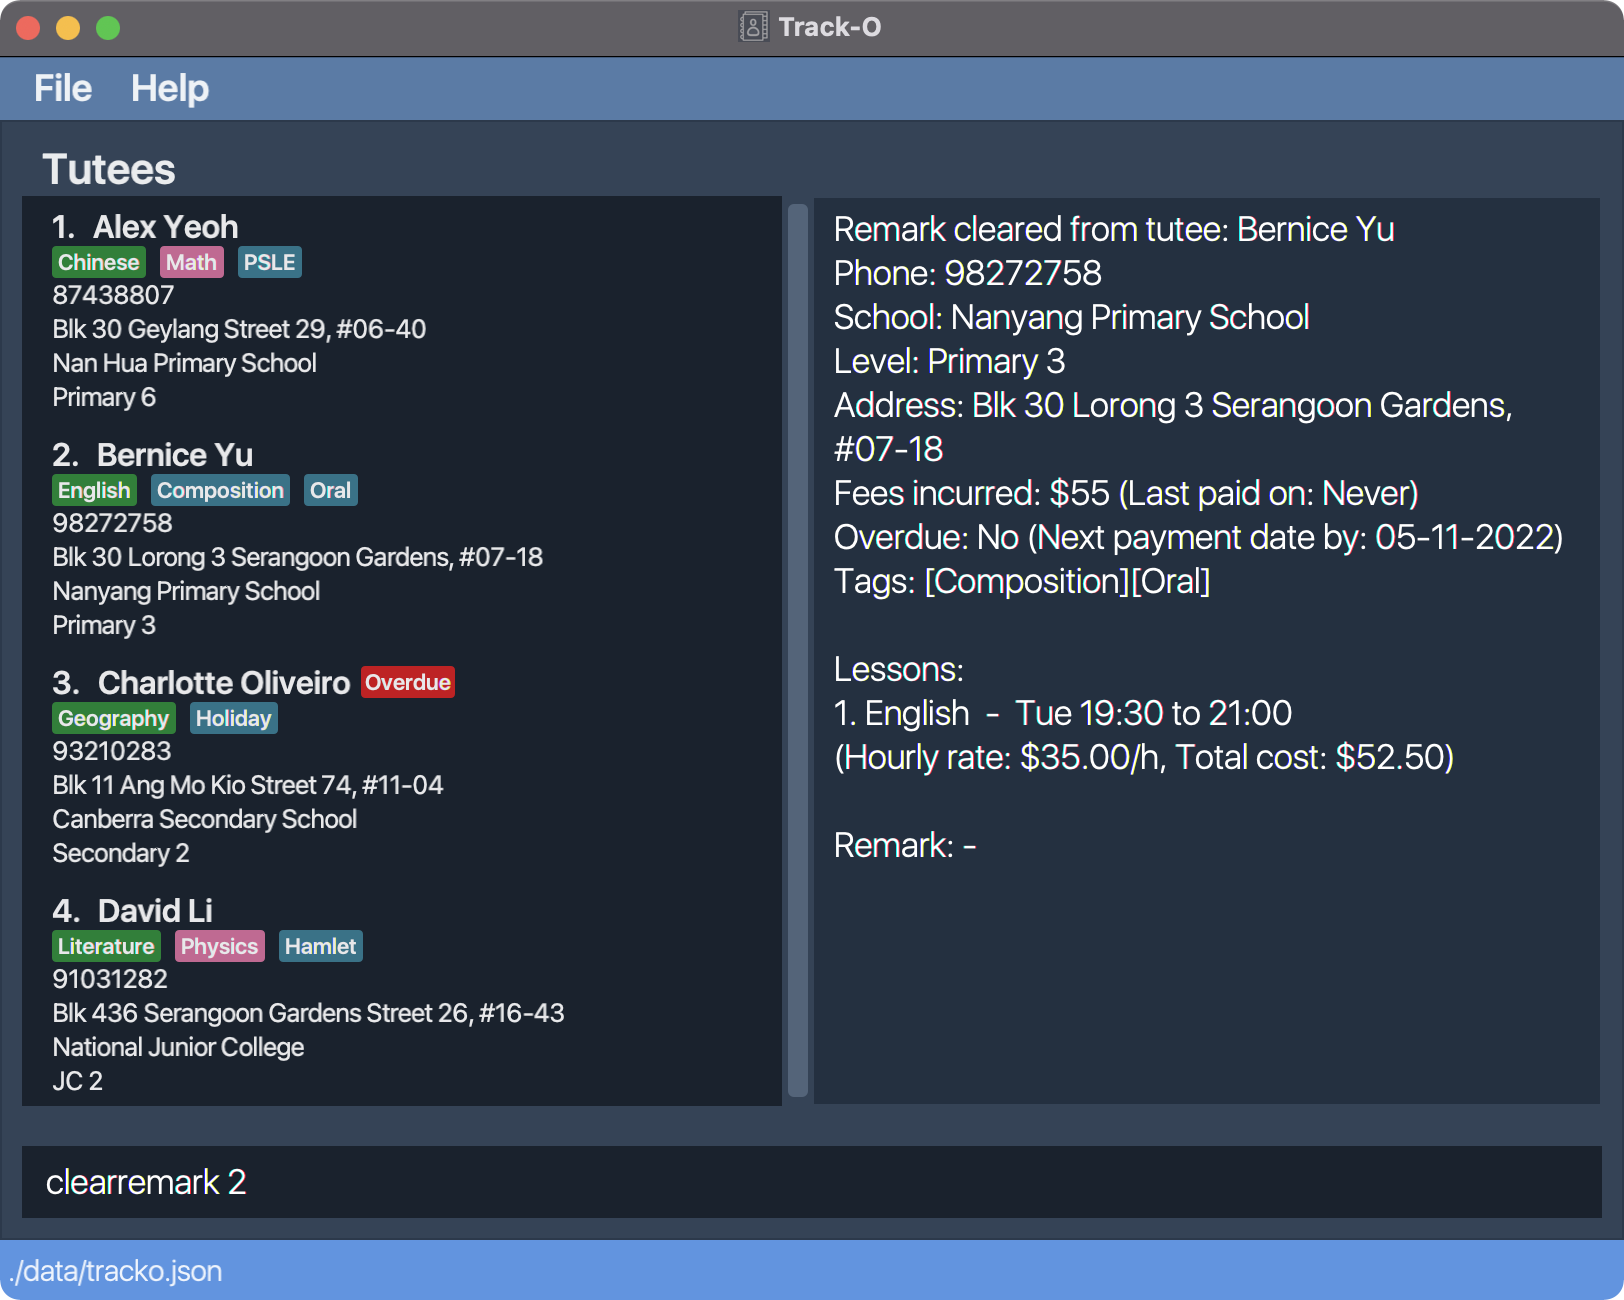 Track-O
File Help
Tutees
1. Alex Yeoh
Chinese Math PSLE
87438807
Blk 30 Geylang Street 29, #06-40
Nan Hua Primary School
Primary 6
2. Bernice Yu
English Composition Oral
98272758
Blk 30 Lorong 3 Serangoon Gardens, #07-18
Nanyang Primary School
Primary 3
3. Charlotte Oliveiro Overdue
Geography Holiday
93210283
Blk 11 Ang Mo Kio Street 74, #11-04
Canberra Secondary School
Secondary 2
4. David Li
Literature Physics Hamlet
91031282
Blk 436 Serangoon Gardens Street 26, #16-43
National Junior College
JC 2
Remark cleared from tutee: Bernice Yu
Phone: 98272758
School: Nanyang Primary School
Level: Primary 3
Address: Blk 30 Lorong 3 Serangoon Gardens,
#07-18
Fees incurred: $55 (Last paid on: Never)
Overdue: No (Next payment date by: 05-11-2022)
Tags: [Composition][Oral]
Lessons:
1. English - Tue 19:30 to 21:00
(Hourly rate: $35.00/h, Total cost: $52.50)
Remark: -
clearremark 2
./data/tracko.json